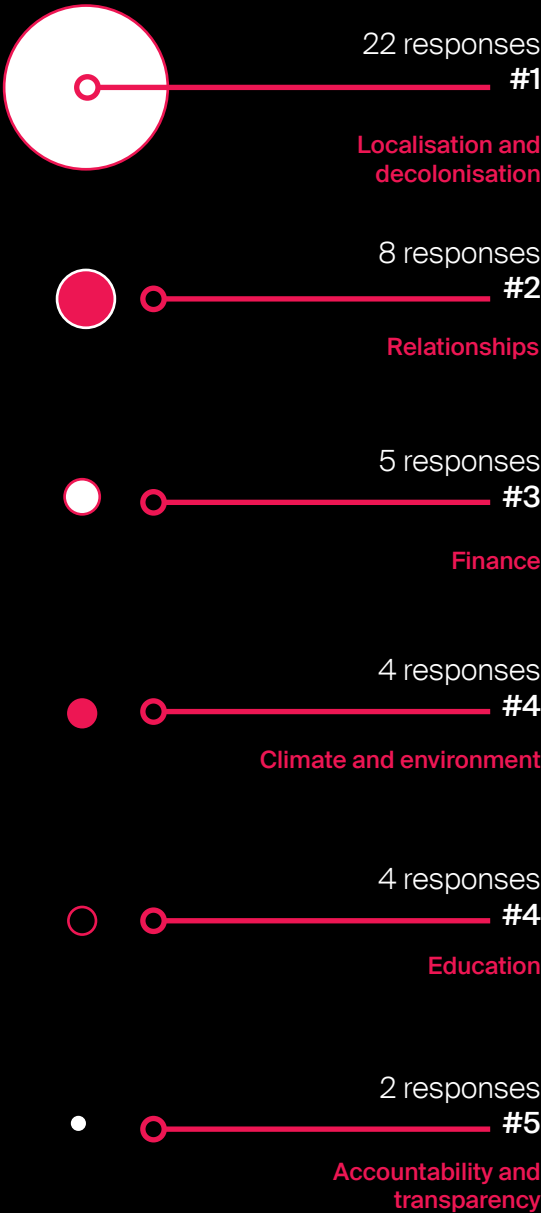 22 responses
#1
Localisation and
decolonisation
8 responses
#2
Relationships
5 responses
#3
Finance
4 responses
#4
Climate and environment
4 responses
#4
Education
2 responses
#5
Accountability and
transparency